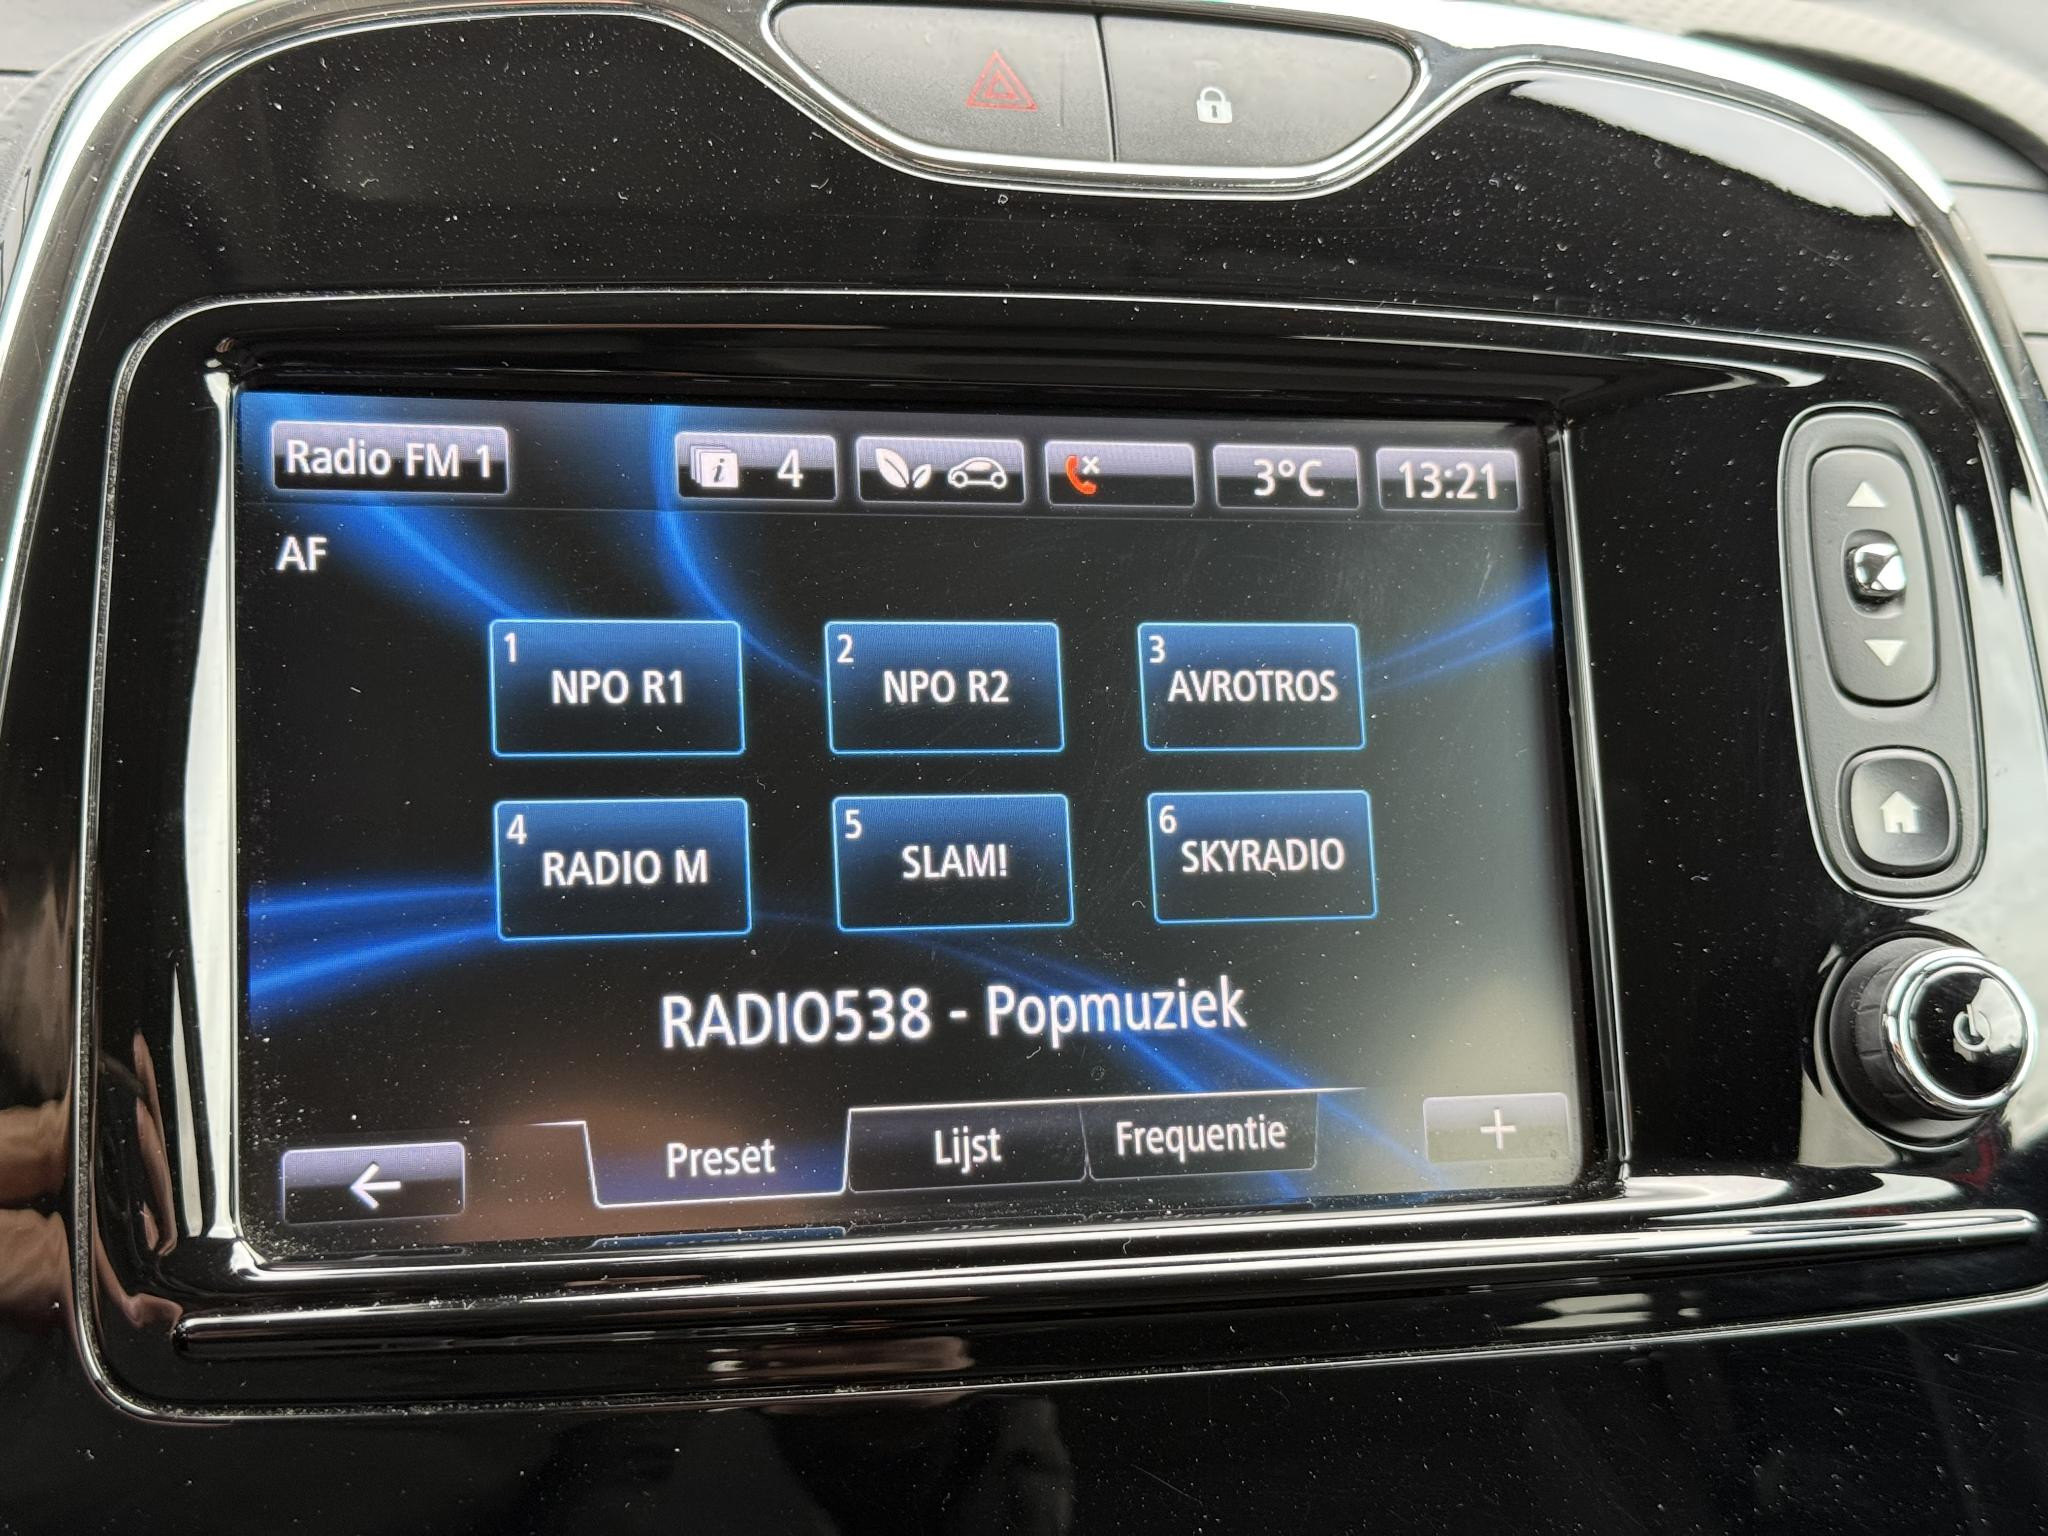 Radio FM 1
4
3°C
13:21
AF
1
NPO R1
2
NPO R2
3
AVROTROS
4
RADIO M
5
SLAM!
6
SKYRADIO
RADIO538 - Popmuziek
Preset
Lijst
Frequentie
+